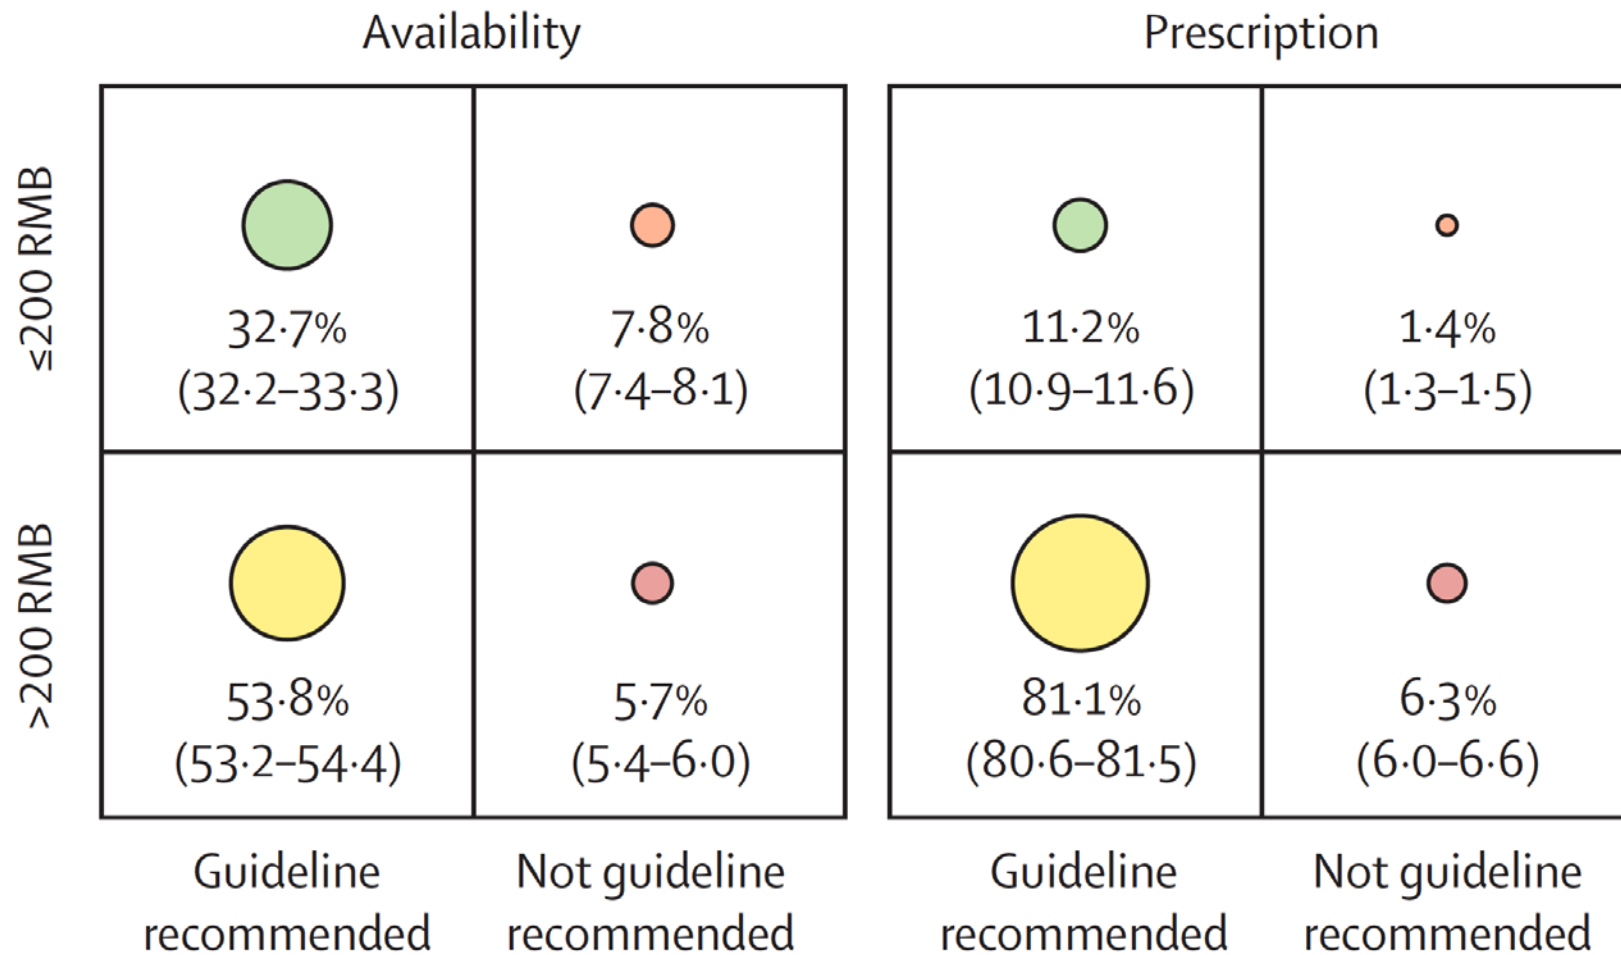 Availability
Prescription
≤200 RMB
32·7%
(32·2–33·3)
7·8%
(7·4–8·1)
11·2%
(10·9–11·6)
1·4%
(1·3–1·5)
>200 RMB
53·8%
(53·2–54·4)
5·7%
(5·4–6·0)
81·1%
(80·6–81·5)
6·3%
(6·0–6·6)
Guideline
recommended
Not guideline
recommended
Guideline
recommended
Not guideline
recommended